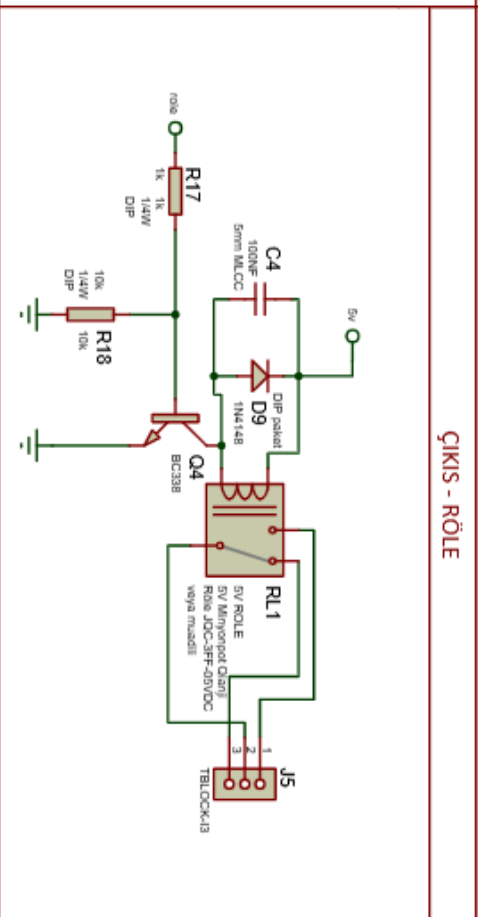 ÇIKIS - RÖLE
5v
C4
100NF
5mm MLCC
D9
DIP paket
1N4148
role
R17
1k
1k
1/4W
DIP
R18
10k
10k
1/4W
DIP
Q4
BC338
RL1
5V ROLE
5V Minyonpot Qianji
Röle JQC-3FF-05VDC
veya muadili
J5
1
2
3
TBLOCK-I3